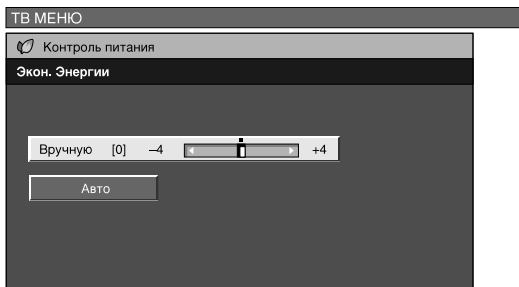 ТВ МЕНЮ
Контроль питания
Экон. Энергии
Вручную [0] –4 +4
Авто